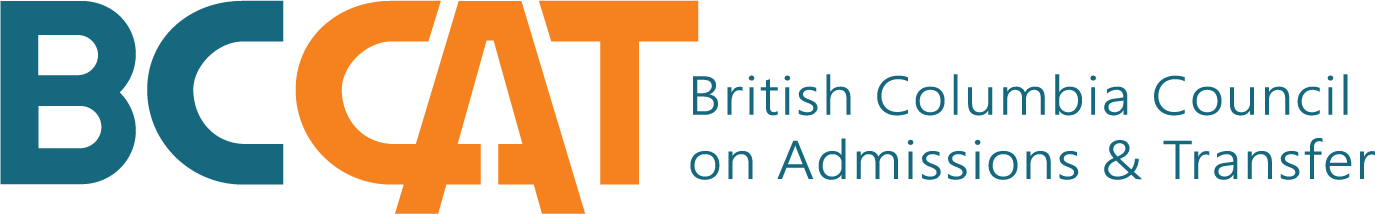 BCCAT
British Columbia Council
on Admissions & Transfer